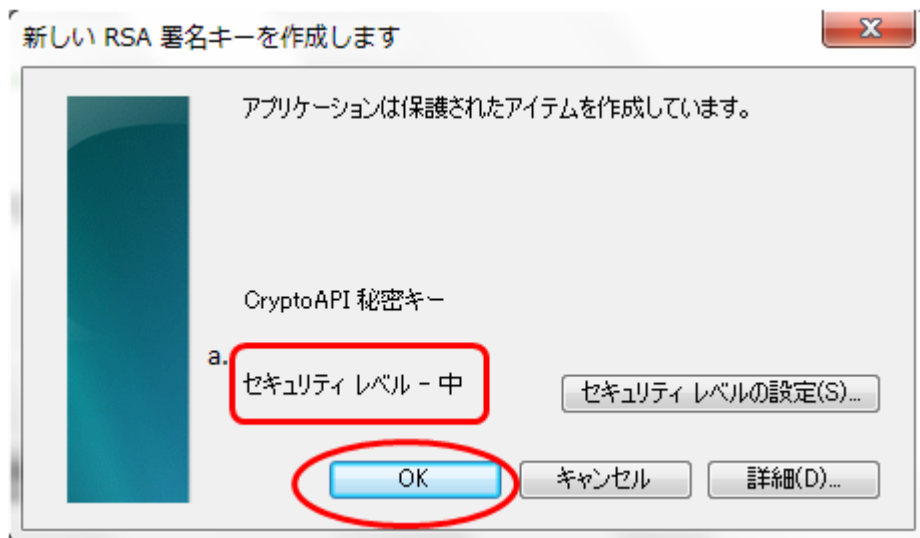 新しい RSA 署名キーを作成します
アプリケーションは保護されたアイテムを作成しています。
CryptoAPI 秘密キー
a.
セキュリティ レベル - 中
セキュリティ レベルの設定(S)...
OK
キャンセル
詳細(D)...